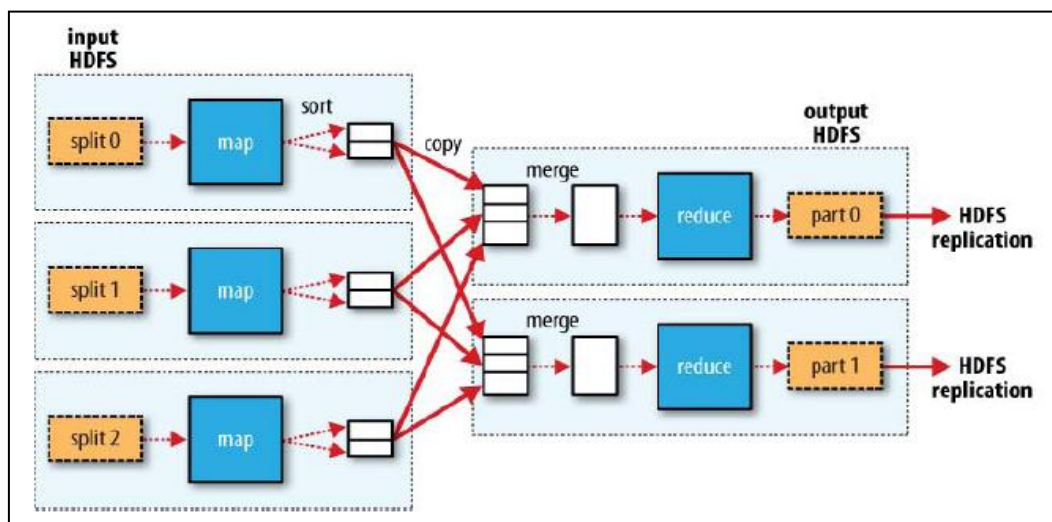 input
HDFS
split 0
map
sort
copy
split 1
map
split 2
map
output
HDFS
merge
reduce
part 0
HDFS
replication
merge
reduce
part 1
HDFS
replication